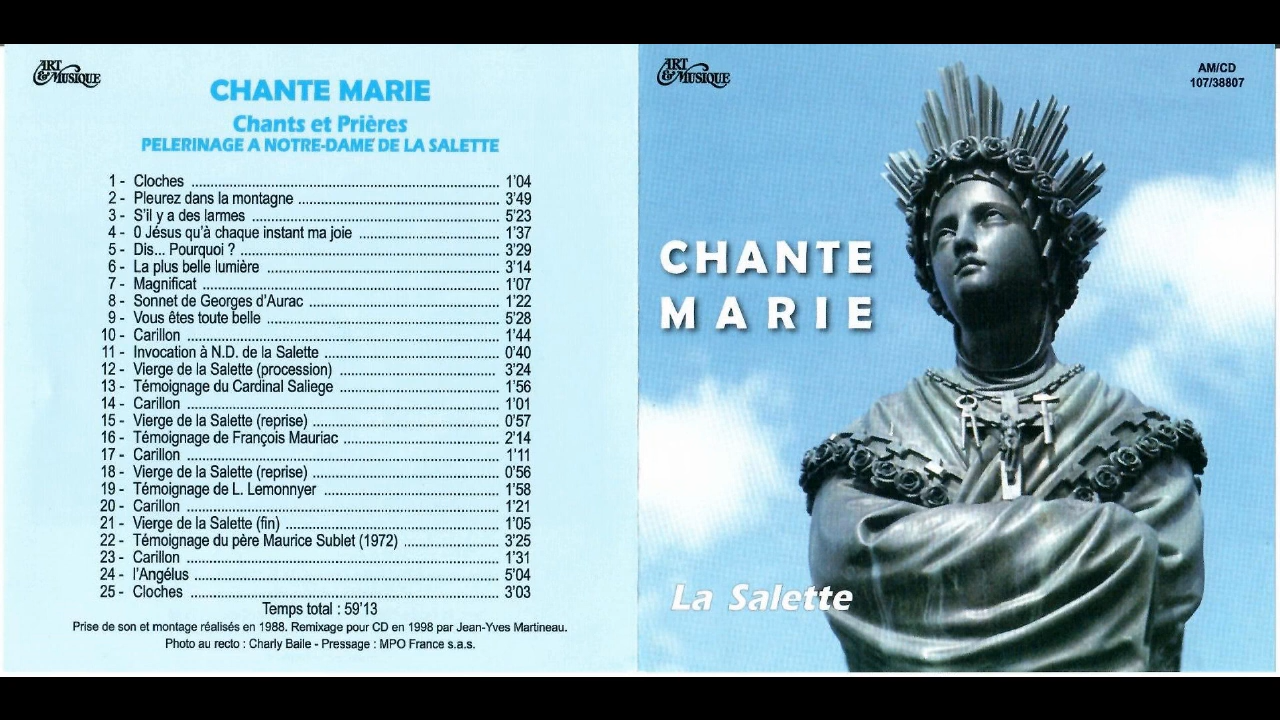 ART
& MUSIQUE
CHANTE MARIE
Chants et Prières
PELERINAGE A NOTRE-DAME DE LA SALETTE
1 - Cloches ........ 1'04
2 - Pleurez dans la montagne ........ 3'49
3 - S'il y a des larmes ........ 5'23
4 - 0 Jésus qu'à chaque instant ma joie ........ 1'37
5 - Dis... Pourquoi ? ........ 3'29
6 - La plus belle lumière ........ 3'14
7 - Magnificat ........ 1'07
8 - Sonnet de Georges d'Aurac ........ 1'22
9 - Vous êtes toute belle ........ 5'28
10 - Carillon ........ 1'44
11 - Invocation à N.D. de la Salette ........ 0'40
12 - Vierge de la Salette (procession) ........ 3'24
13 - Témoignage du Cardinal Saliege ........ 1'56
14 - Carillon ........ 1'01
15 - Vierge de la Salette (reprise) ........ 0'57
16 - Témoignage de François Mauriac ........ 2'14
17 - Carillon ........ 1'11
18 - Vierge de la Salette (reprise) ........ 0'56
19 - Témoignage de L. Lemonnyer ........ 1'58
20 - Carillon ........ 1'21
21 - Vierge de la Salette (fin) ........ 1'05
22 - Témoignage du père Maurice Sublet (1972) ........ 3'25
23 - Carillon ........ 1'31
24 - l'Angélus ........ 5'04
25 - Cloches ........ 3'03
Temps total : 59'13
Prise de son et montage réalisés en 1988. Remixage pour CD en 1998 par Jean-Yves Martineau.
Photo au recto : Charly Baile - Pressage : MPO France s.a.s.
ART
& MUSIQUE
AM/CD
107/38807
CHANTE
MARIE
La Salette